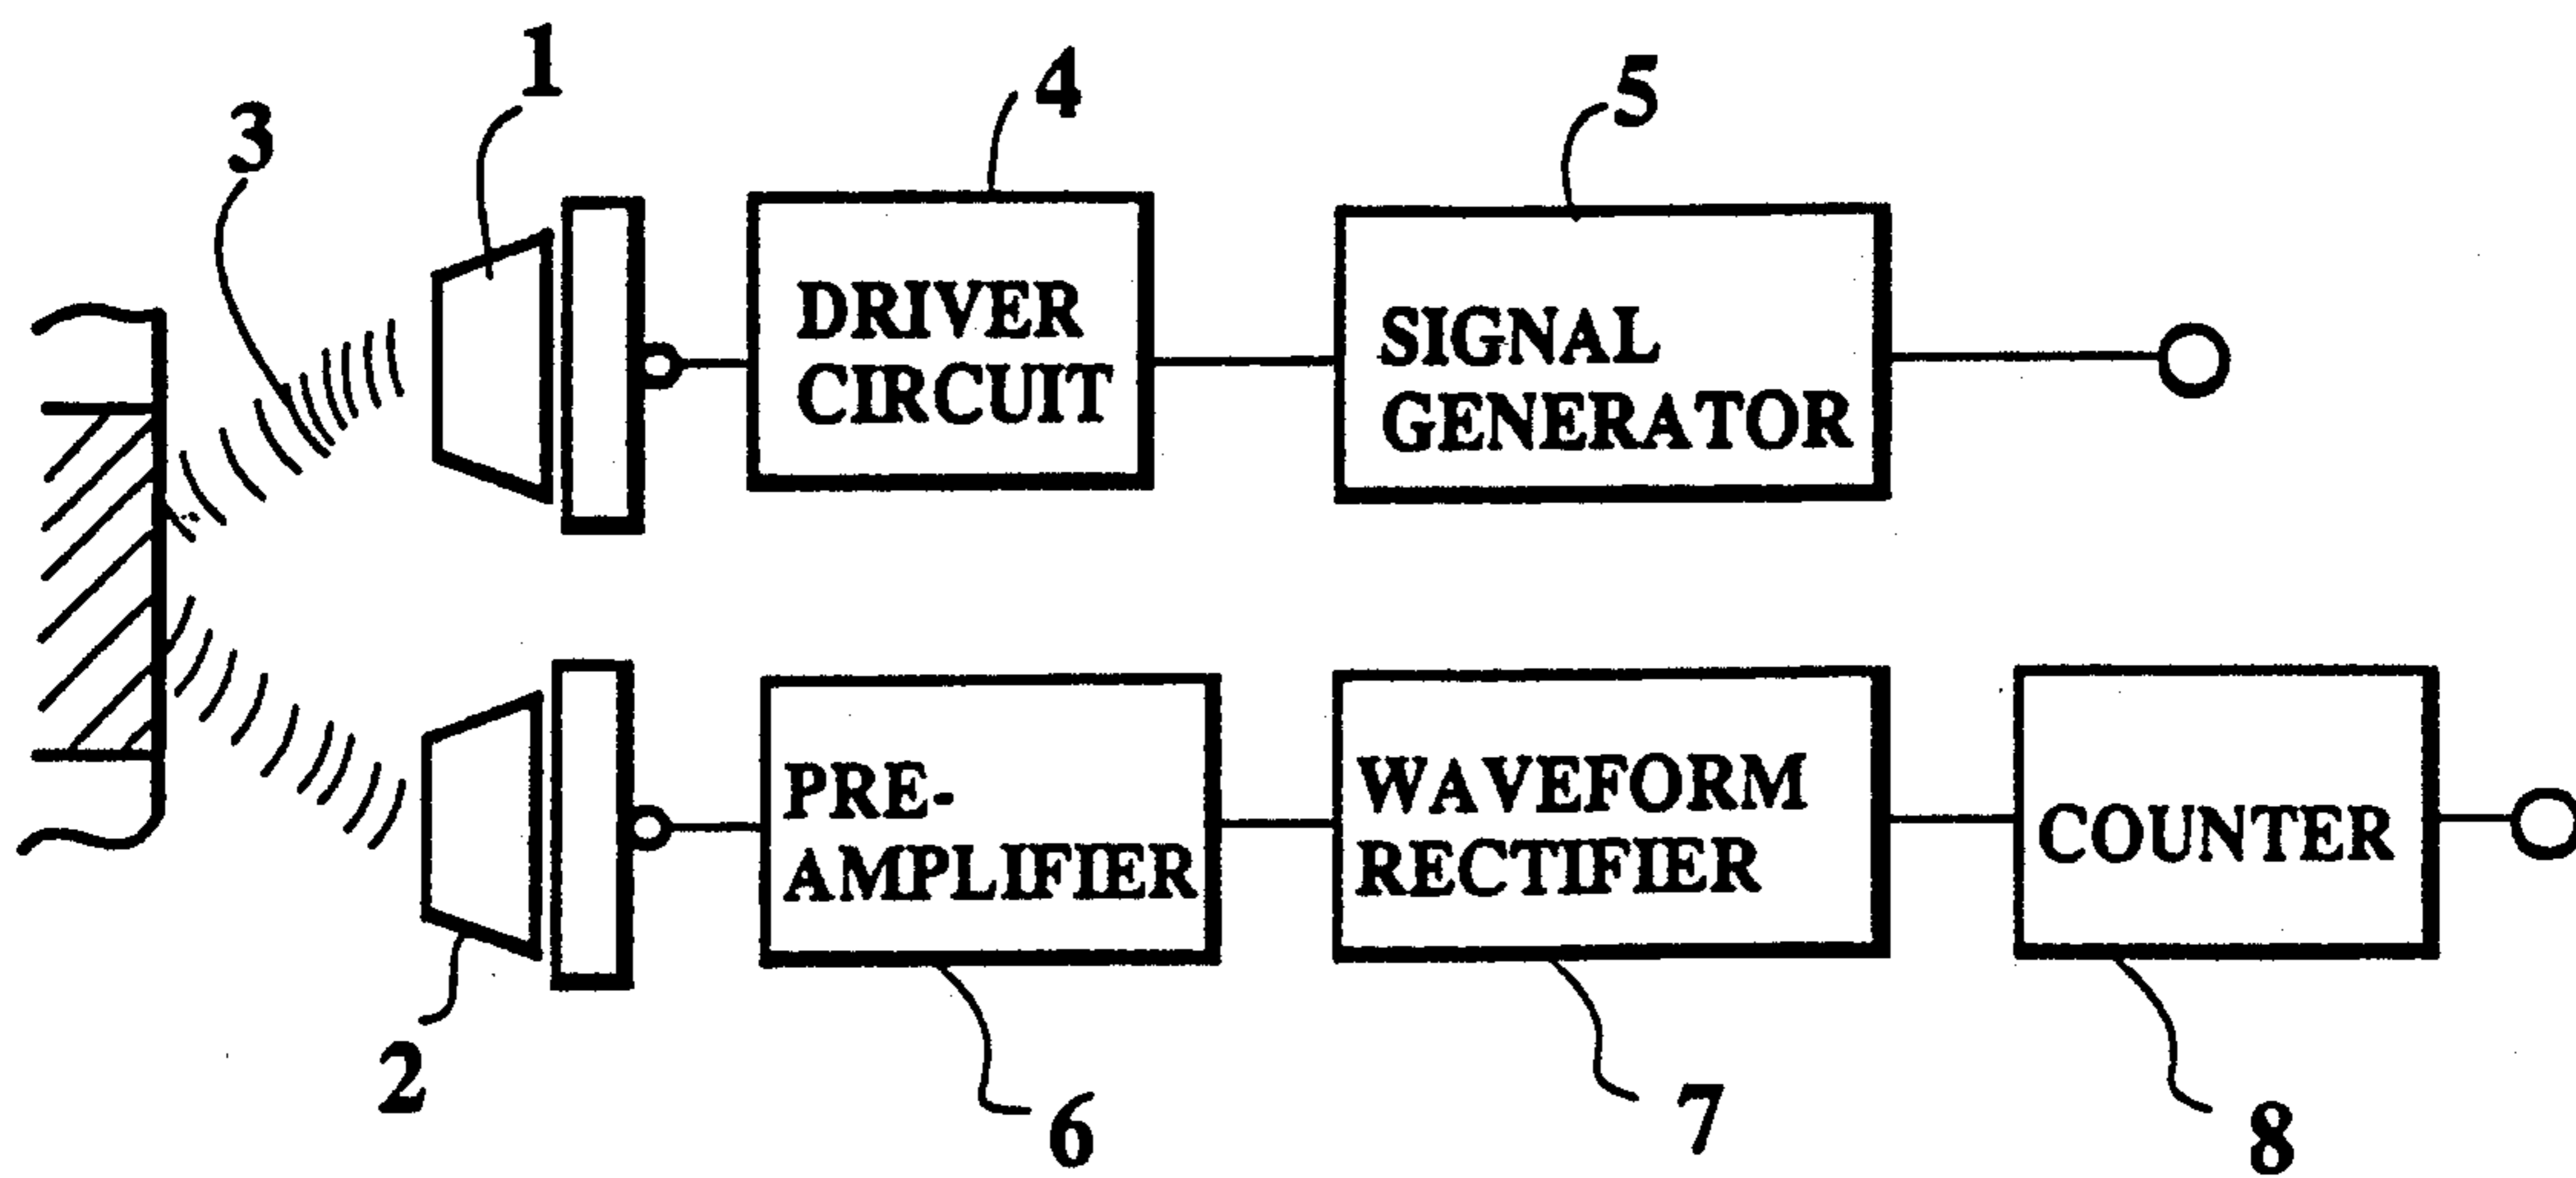 1
3
4
5
DRIVER
CIRCUIT
SIGNAL
GENERATOR
PRE-
AMPLIFIER
WAVEFORM
RECTIFIER
COUNTER
2
6
7
8